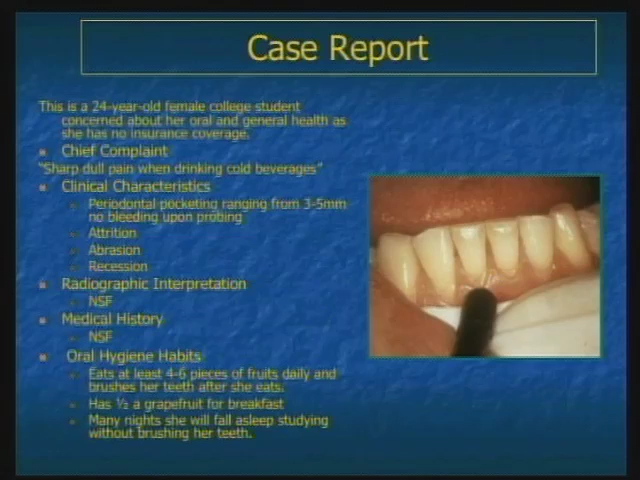 Case Report
This is a 24-year-old female college student
concerned about her oral and general health as
she has no insurance coverage.
Chief Complaint
"Sharp dull pain when drinking cold beverages"
Clinical Characteristics
Periodontal pocketing ranging from 3-5mm
no bleeding upon probing
Attrition
Abrasion
Recession
Radiographic Interpretation
NSF
Medical History
NSF
Oral Hygiene Habits
Eats at least 4-6 pieces of fruits daily and
brushes her teeth after she eats.
Has ½ a grapefruit for breakfast
Many nights she will fall asleep studying
without brushing her teeth.